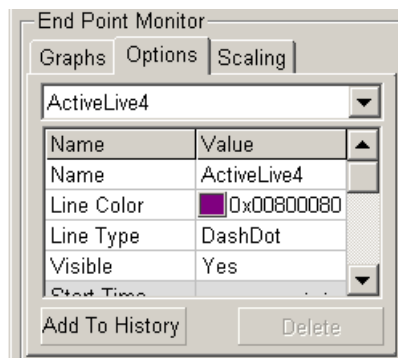 End Point Monitor
Graphs Options Scaling
ActiveLive4
Name Value
Name ActiveLive4
Line Color 0x00800080
Line Type DashDot
Visible Yes
Start Time
Add To History Delete